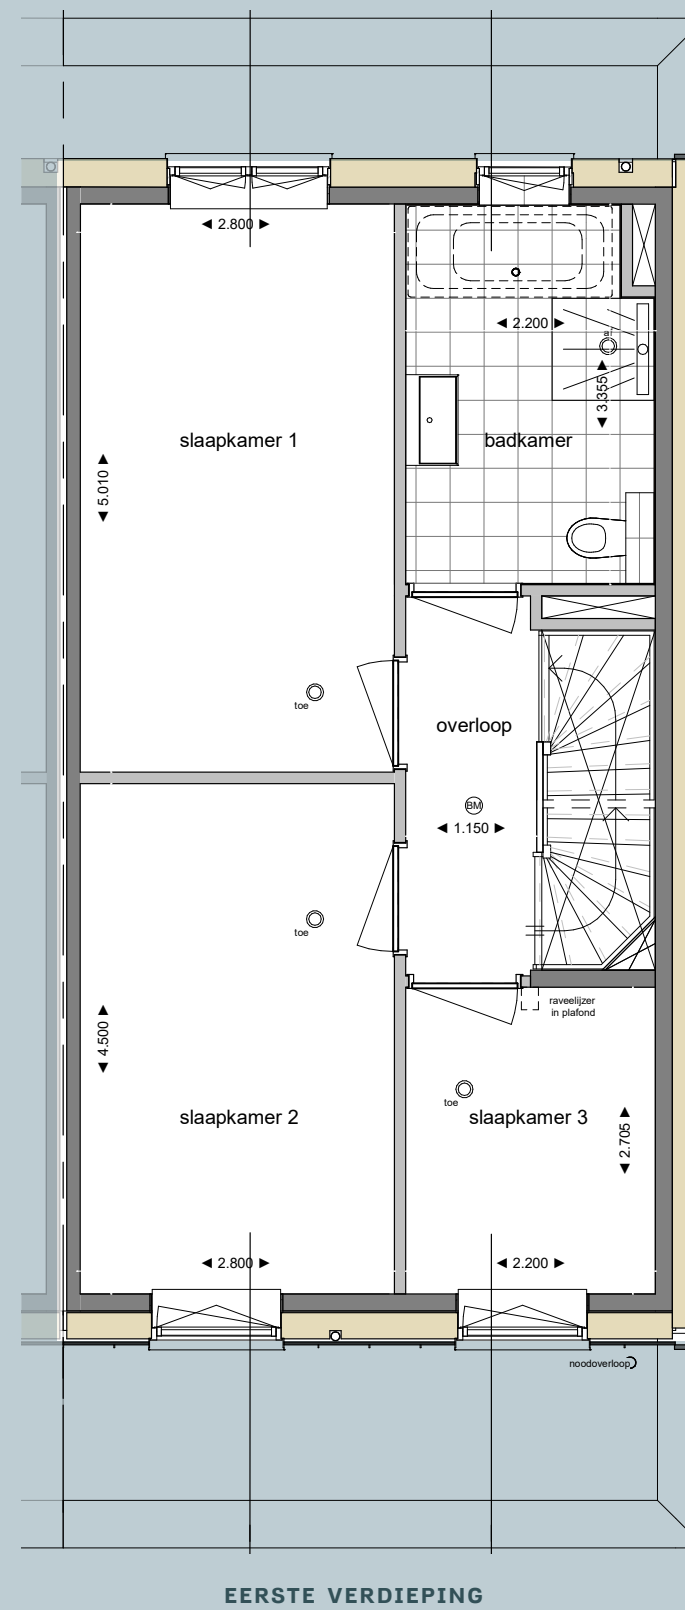 ◄ 2.800 ►
◄ 2.200 ►
af
◄ 3.355 ►
slaapkamer 1
badkamer
◄ 5.010 ►
toe
overloop
BM
◄ 1.150 ►
toe
raveelijzer
in plafond
◄ 4.500 ►
toe
slaapkamer 2
slaapkamer 3
◄ 2.705 ►
◄ 2.800 ►
◄ 2.200 ►
noodoverloop
EERSTE VERDIEPING